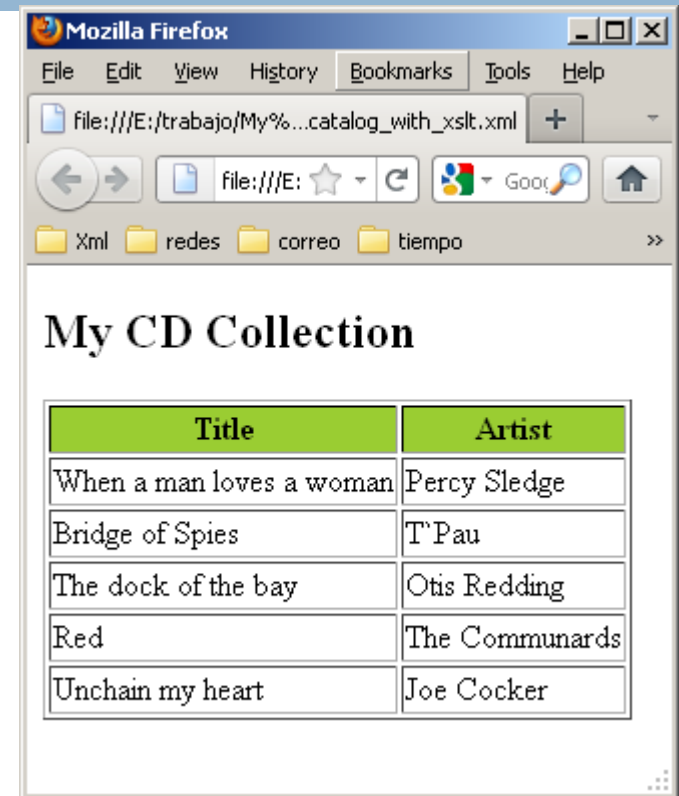 Mozilla Firefox
File Edit View History Bookmarks Tools Help
file:///E:/trabajo/My%...catalog_with_xslt.xml
file:///E: Goo
Xml redes correo tiempo »
My CD Collection
Title Artist
When a man loves a woman Percy Sledge
Bridge of Spies T`Pau
The dock of the bay Otis Redding
Red The Communards
Unchain my heart Joe Cocker